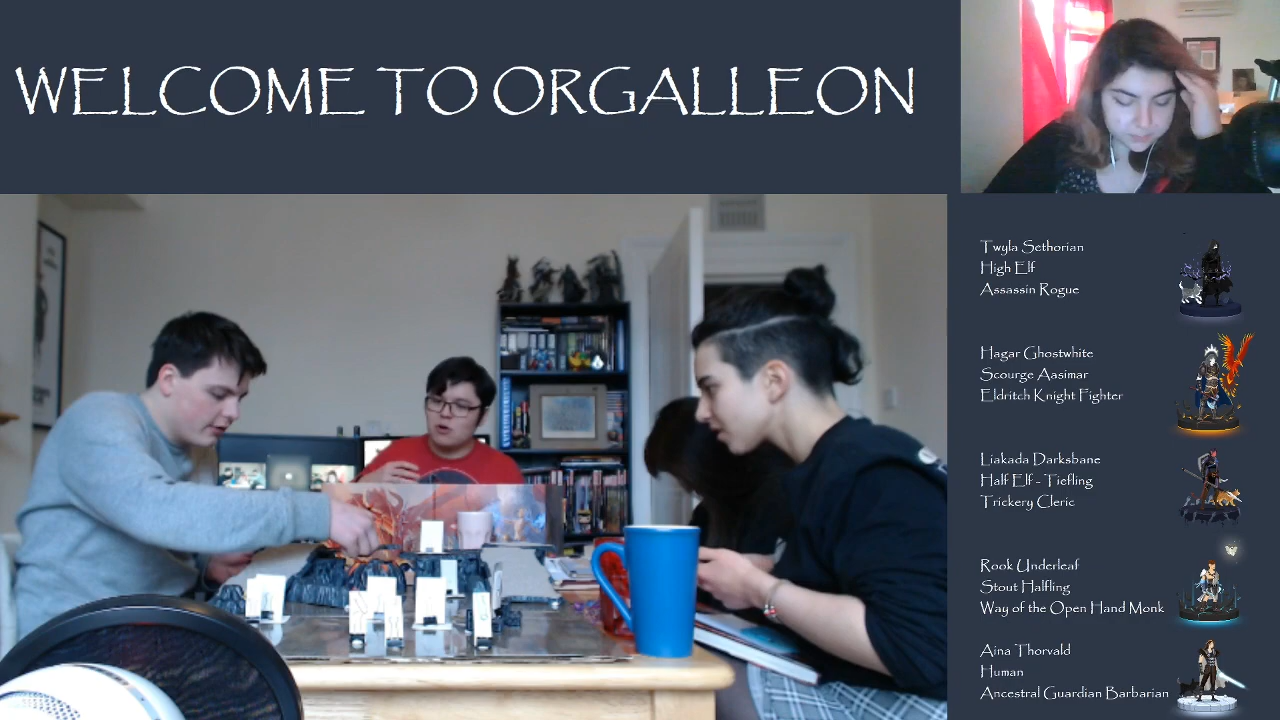 WELCOME TO ORGALLEON
Twyla Sethorian
High Elf
Assassin Rogue
Hagar Ghostwhite
Scourge Aasimar
Eldritch Knight Fighter
Liakada Darksbane
Half Elf - Tiefling
Trickery Cleric
Rook Underleaf
Stout Halfling
Way of the Open Hand Monk
Aina Thorvald
Human
Ancestral Guardian Barbarian